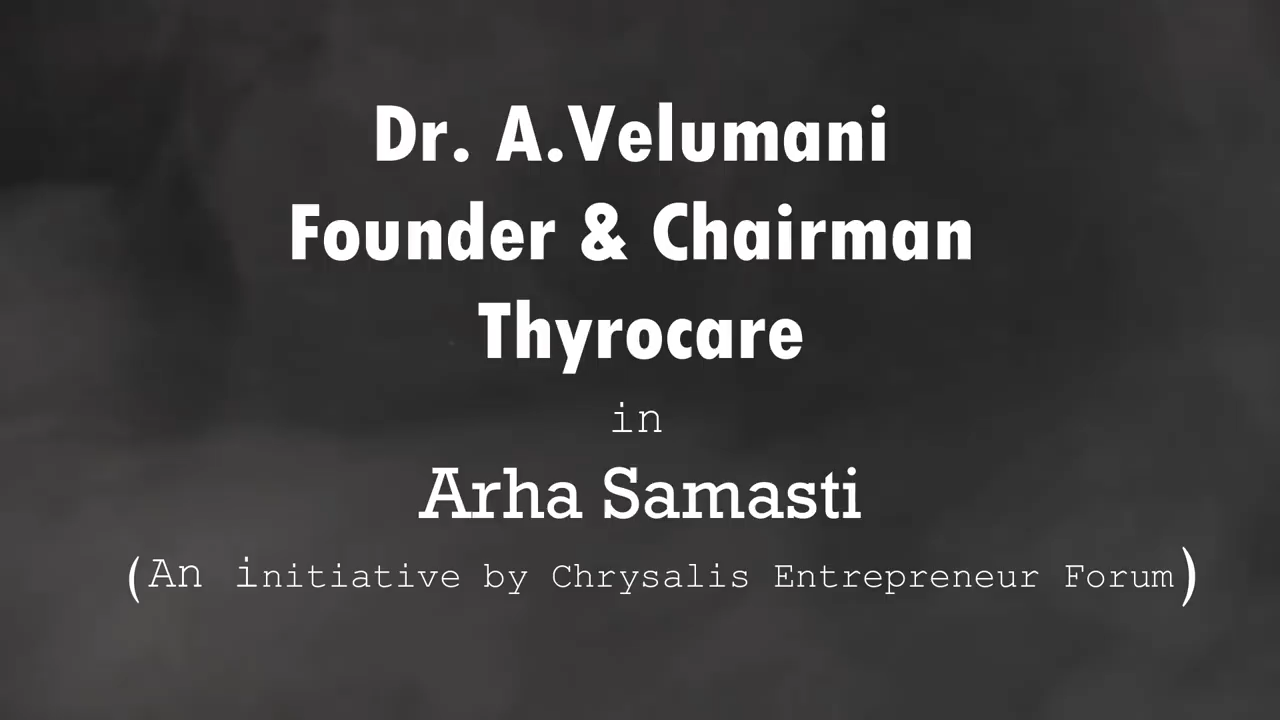 Dr. A.Velumani
Founder & Chairman
Thyrocare
in
Arha Samasti
(An initiative by Chrysalis Entrepreneur Forum)